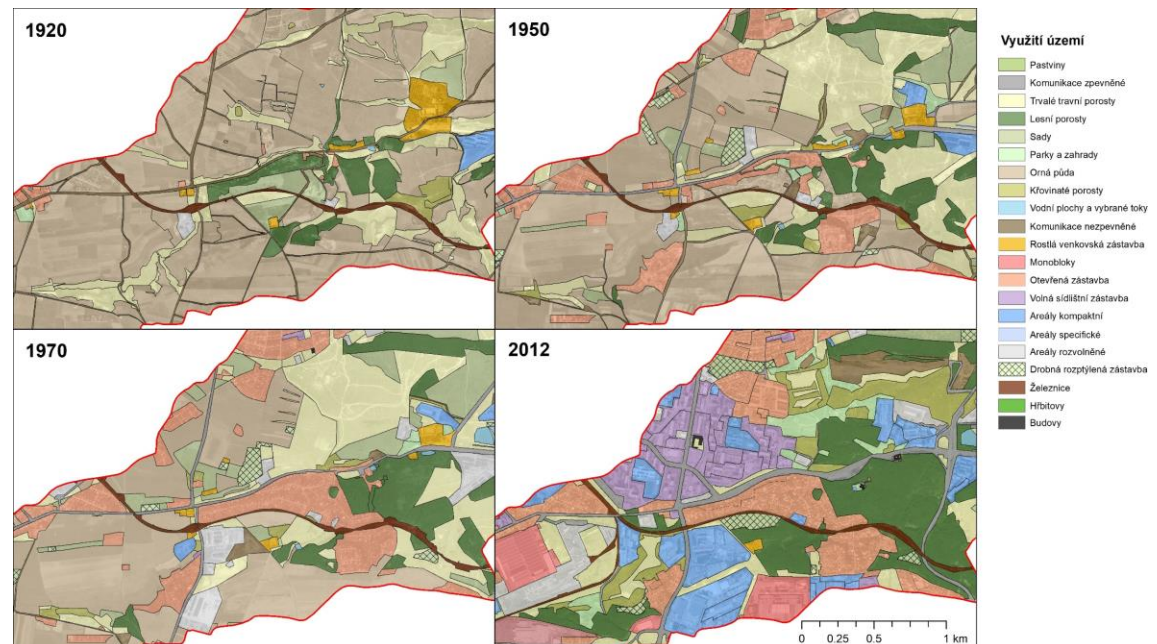 1920
1950
1970
2012
Využití území
Pastviny
Komunikace zpevněné
Trvalé travní porosty
Lesní porosty
Sady
Parky a zahrady
Orná půda
Křovinaté porosty
Vodní plochy a vybrané toky
Komunikace nezpevněné
Rostlá venkovská zástavba
Monobloky
Otevřená zástavba
Volná sídlištní zástavba
Areály kompaktní
Areály specifické
Areály rozvolněné
Drobná rozptýlená zástavba
Železnice
Hřbitovy
Budovy
0 0.25 0.5 1 km